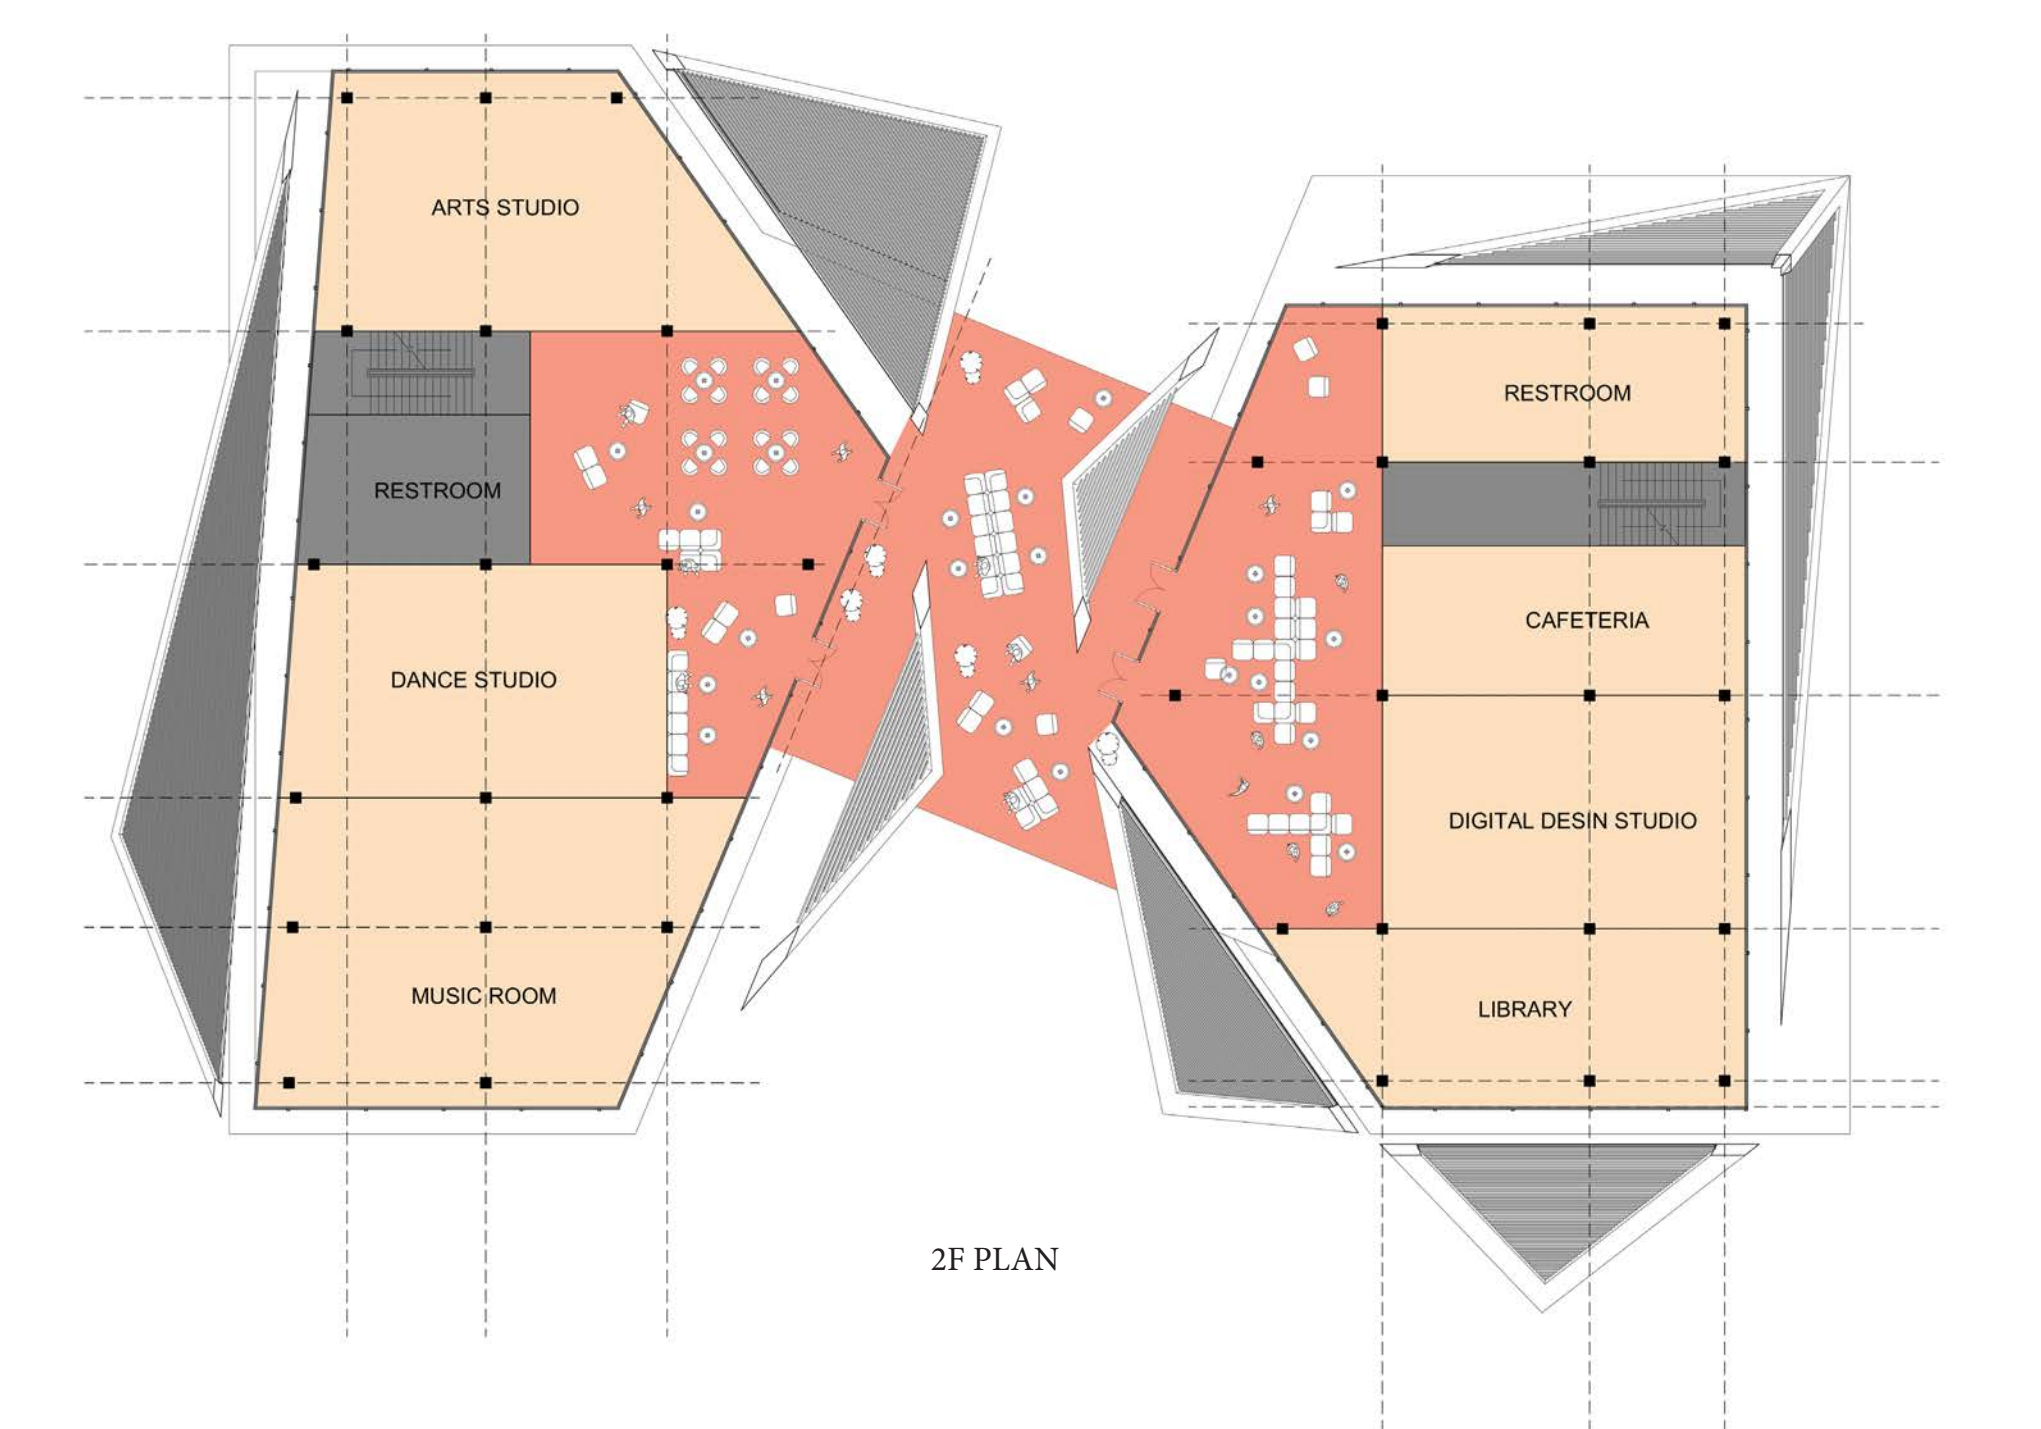 ARTS STUDIO
RESTROOM
DANCE STUDIO
MUSIC ROOM
RESTROOM
CAFETERIA
DIGITAL DESIN STUDIO
LIBRARY
2F PLAN